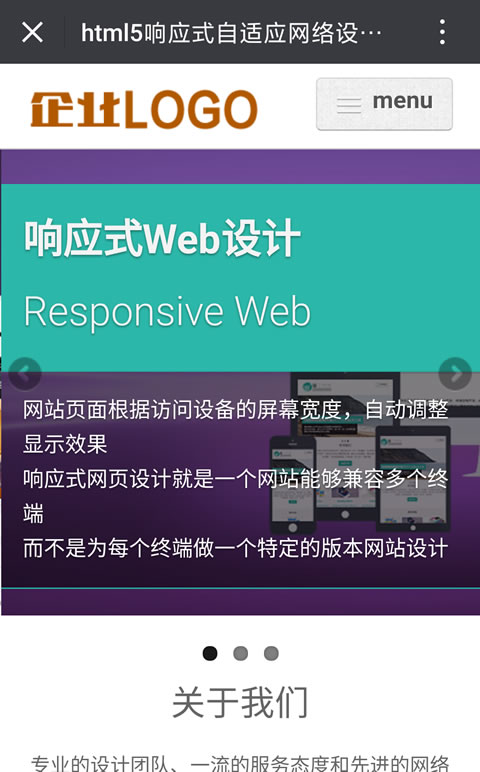 html5响应式自适应网络设…
企业LOGO
menu
响应式Web设计
Responsive Web
网站页面根据访问设备的屏幕宽度，自动调整
显示效果
响应式网页设计就是一个网站能够兼容多个终
端
而不是为每个终端做一个特定的版本网站设计
关于我们
专业的设计团队、一流的服务态度和先进的网络